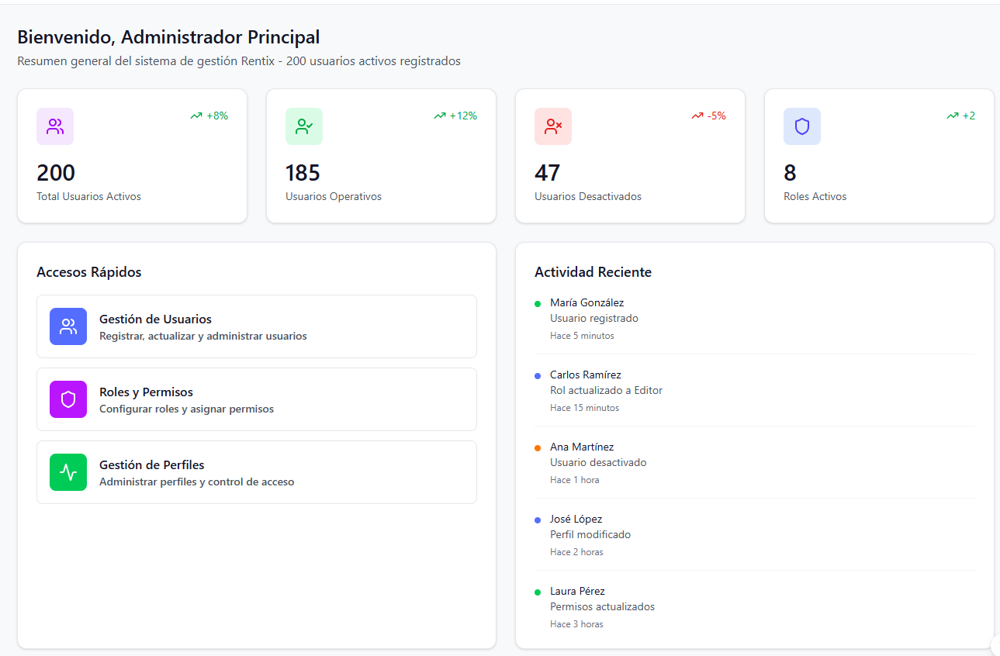 Bienvenido, Administrador Principal
Resumen general del sistema de gestión Rentix - 200 usuarios activos registrados
+8%
200
Total Usuarios Activos
+12%
185
Usuarios Operativos
-5%
47
Usuarios Desactivados
+2
8
Roles Activos
Accesos Rápidos
Gestión de Usuarios
Registrar, actualizar y administrar usuarios
Roles y Permisos
Configurar roles y asignar permisos
Gestión de Perfiles
Administrar perfiles y control de acceso
Actividad Reciente
María González
Usuario registrado
Hace 5 minutos
Carlos Ramírez
Rol actualizado a Editor
Hace 15 minutos
Ana Martínez
Usuario desactivado
Hace 1 hora
José López
Perfil modificado
Hace 2 horas
Laura Pérez
Permisos actualizados
Hace 3 horas